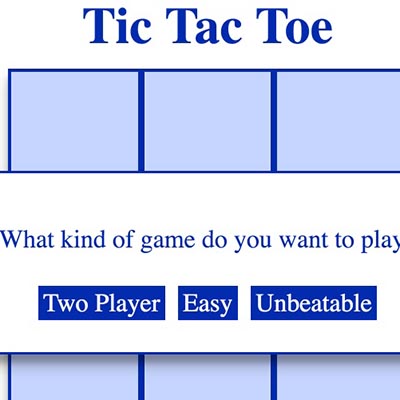 Tic Tac Toe
What kind of game do you want to play
Two Player Easy Unbeatable